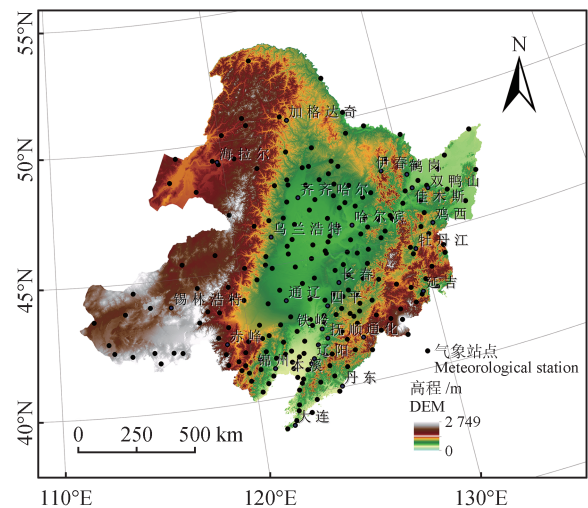 55°N
N
加格达奇
50°N
海拉尔
伊春
鹤岗
双鸭山
齐齐哈尔
佳木斯
哈尔滨
鸡西
乌兰浩特
牡丹江
45°N
长春
延吉
锡林浩特
通辽
四平
铁岭
抚顺
通化
赤峰
辽阳
锦州
本溪
丹东
大连
气象站点
Meteorological station
高程 /m
DEM
2 749
0
40°N
0 250 500 km
110°E 120°E 130°E